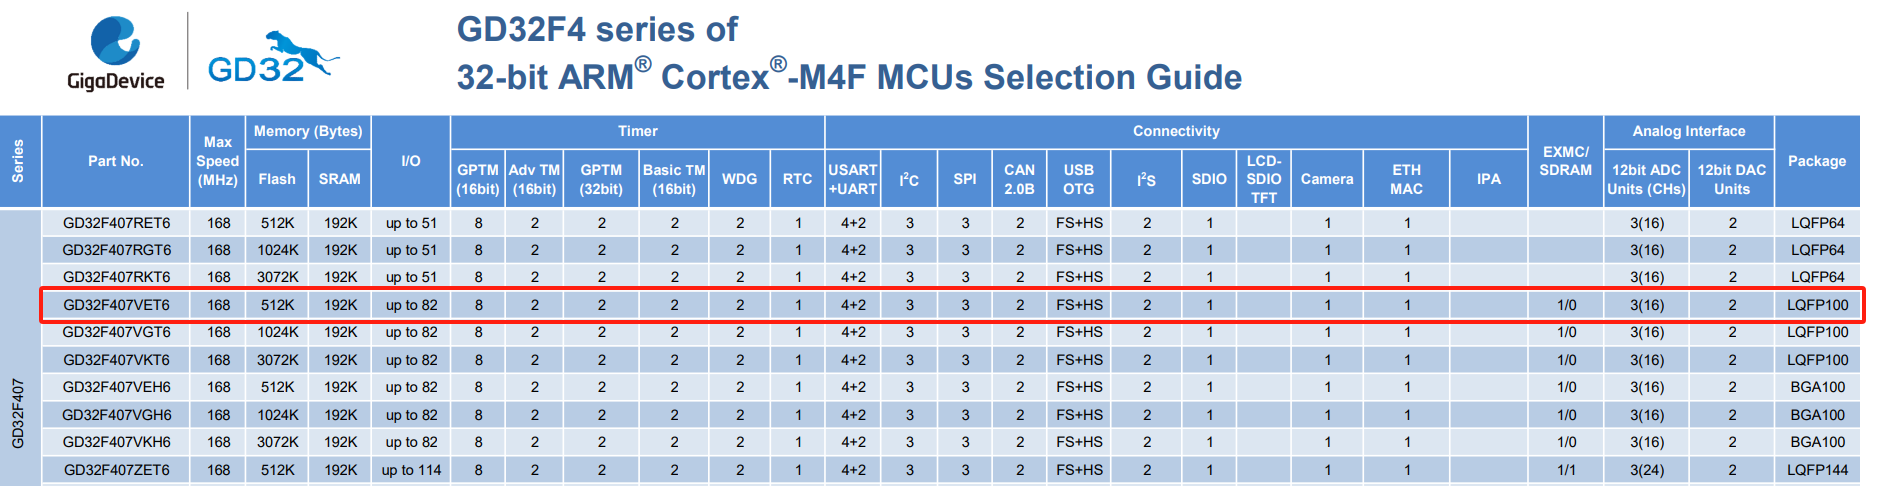 GigaDevice
GD32
GD32F4 series of
32-bit ARM® Cortex®-M4F MCUs Selection Guide
Series Part No. Max Speed (MHz) Memory (Bytes) I/O Timer Connectivity EXMC/ SDRAM Analog Interface Package
Flash SRAM GPTM (16bit) Adv TM (16bit) GPTM (32bit) Basic TM (16bit) WDG RTC USART +UART I²C SPI CAN 2.0B USB OTG I²S SDIO LCD- SDIO TFT Camera ETH MAC IPA 12bit ADC Units (CHs) 12bit DAC Units
GD32F407
GD32F407RET6 168 512K 192K up to 51 8 2 2 2 2 1 4+2 3 3 2 FS+HS 2 1 1 1 3(16) 2 LQFP64
GD32F407RGT6 168 1024K 192K up to 51 8 2 2 2 2 1 4+2 3 3 2 FS+HS 2 1 1 1 3(16) 2 LQFP64
GD32F407RKT6 168 3072K 192K up to 51 8 2 2 2 2 1 4+2 3 3 2 FS+HS 2 1 1 1 3(16) 2 LQFP64
GD32F407VET6 168 512K 192K up to 82 8 2 2 2 2 1 4+2 3 3 2 FS+HS 2 1 1 1 1/0 3(16) 2 LQFP100
GD32F407VGT6 168 1024K 192K up to 82 8 2 2 2 2 1 4+2 3 3 2 FS+HS 2 1 1 1 1/0 3(16) 2 LQFP100
GD32F407VKT6 168 3072K 192K up to 82 8 2 2 2 2 1 4+2 3 3 2 FS+HS 2 1 1 1 1/0 3(16) 2 LQFP100
GD32F407VEH6 168 512K 192K up to 82 8 2 2 2 2 1 4+2 3 3 2 FS+HS 2 1 1 1 1/0 3(16) 2 BGA100
GD32F407VGH6 168 1024K 192K up to 82 8 2 2 2 2 1 4+2 3 3 2 FS+HS 2 1 1 1 1/0 3(16) 2 BGA100
GD32F407VKH6 168 3072K 192K up to 82 8 2 2 2 2 1 4+2 3 3 2 FS+HS 2 1 1 1 1/0 3(16) 2 BGA100
GD32F407ZET6 168 512K 192K up to 114 8 2 2 2 2 1 4+2 3 3 2 FS+HS 2 1 1 1 1/1 3(24) 2 LQFP144